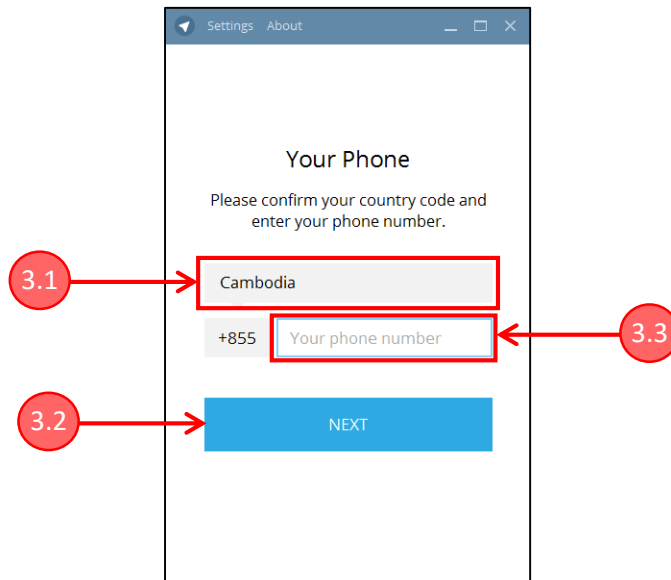 Settings About
Your Phone
Please confirm your country code and
enter your phone number.
3.1
Cambodia
+855 Your phone number
3.3
3.2
NEXT